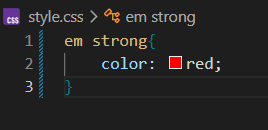 style.css > em strong
1 em strong{
2     color: red;
3 }